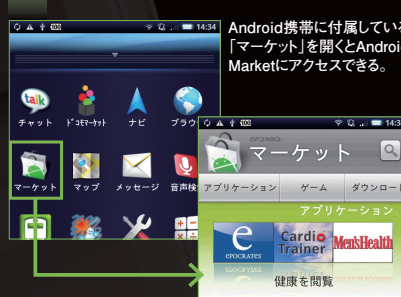 14:34
Android携帯に付属している
「マーケット」を開くとAndroid
Marketにアクセスできる。
talk
チャット ドコモマーケット ナビ ブラウ
マーケット マップ メッセージ 音声検
14:34
ANDROID
マーケット
アプリケーション ゲーム ダウンロー
アプリケーション
e
EPOCRATES
Cardio
Trainer
Men'sHealth
健康を閲覧